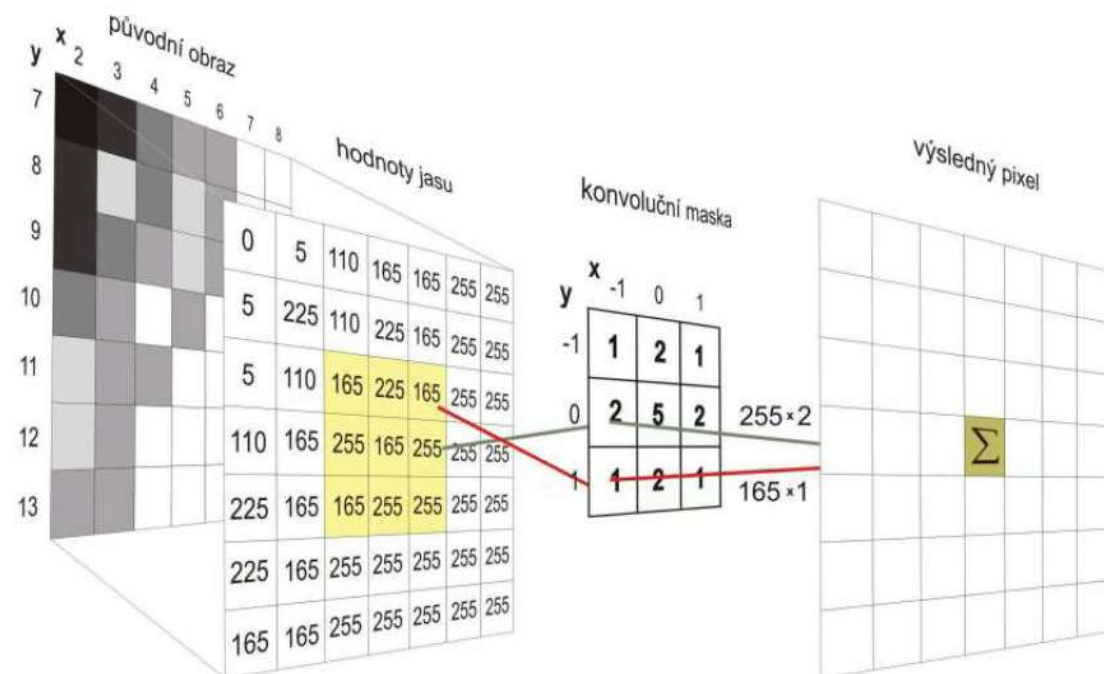 původní obraz
x
y
2 3 4 5 6 7 8
7
8
9
10
11
12
13
hodnoty jasu
0 5 110 165 165 255 255
5 225 110 225 165 255 255
5 110 165 225 165 255 255
110 165 255 165 255 255 255
225 165 165 255 255 255 255
225 165 255 255 255 255 255
165 165 255 255 255 255 255
konvoluční maska
x
y
-1 0 1
-1 1 2 1
0 2 5 2
1 1 2 1
255×2
165×1
výsledný pixel
Σ